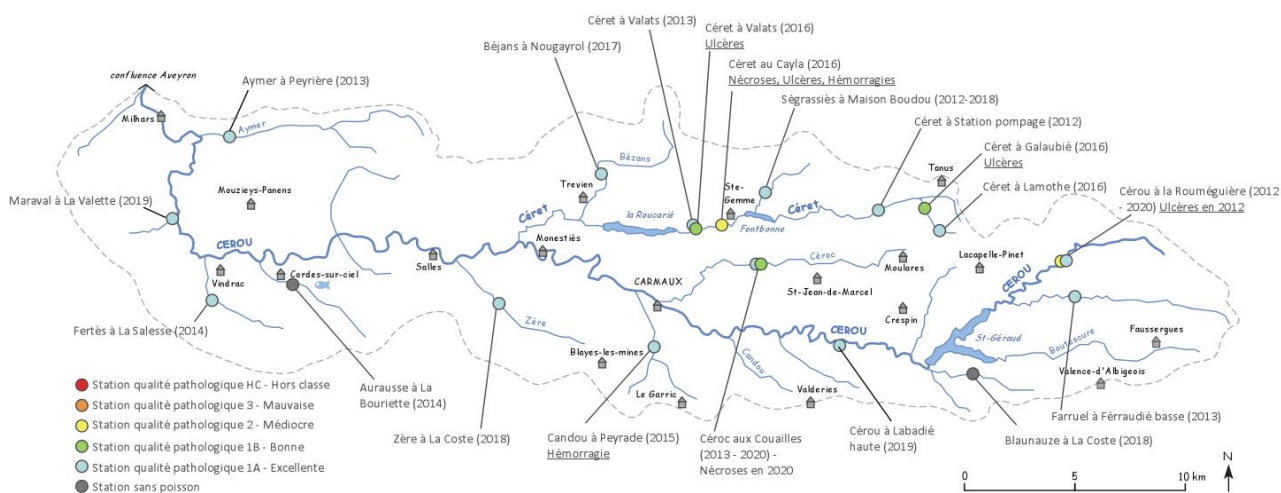 Céret à Valats (2013)
Céret à Valats (2016)
Ulcères
Béjans à Nougayrol (2017)
Céret au Cayla (2016)
Nécroses, Ulcères, Hémorragies
confluence Aveyron
Aymer à Peyrière (2013)
Ségrassiès à Maison Boudou (2012-2018)
Milhars
Aymer
Céret à Station pompage (2012)
Bézans
Tanus
Céret à Galaubié (2016)
Ulcères
Trevien
Ste-
Gemme
Céret à Lamothe (2016)
Mouzieys-Panens
Maraval à La Valette (2019)
Cérou à la Rouméguière (2012
- 2020) Ulcères en 2012
Céret
la Roucarié
Fontbonne
Céret
CEROU
Monestiés
Salles
Céroc
Moulares
Lacapelle-Pinet
CEROU
Vindrac
Cordes-sur-ciel
CARMAUX
St-Jean-de-Marcel
Fertès à La Salesse (2014)
Zère
Crespin
CEROU
St-Géraud
Boutescure
Faussergues
Blayes-les-mines
Candou
Valence-d'Albigeois
Le Garric
Valderies
Aurausse à La
Bouriette
(2014)
Zère à La Coste (2018)
Candou à Peyrade (2015)
Hémorragie
Céroc aux Couailles
(2013 - 2020) -
Nécroses en 2020
Cérou à Labadié
haute (2019)
Farruel à Férraudié basse (2013)
Blaunauze à La Coste (2018)
Station qualité pathologique HC - Hors classe
Station qualité pathologique 3 - Mauvaise
Station qualité pathologique 2 - Médiocre
Station qualité pathologique 1B - Bonne
Station qualité pathologique 1A - Excellente
Station sans poisson
0 5 10 km
N